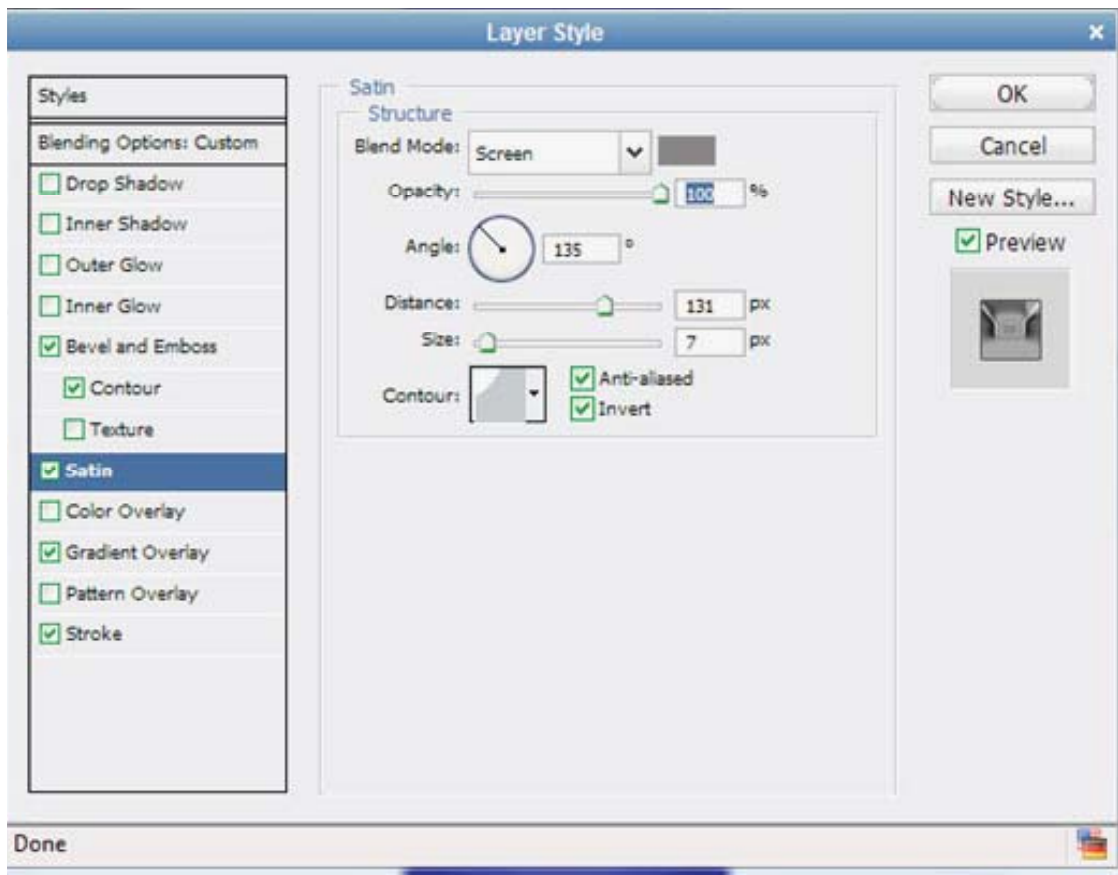 Layer Style
Styles
Blending Options: Custom
Drop Shadow
Inner Shadow
Outer Glow
Inner Glow
Bevel and Emboss
Contour
Texture
Satin
Color Overlay
Gradient Overlay
Pattern Overlay
Stroke
Satin
Structure
Blend Mode: Screen
Opacity: 100 %
Angle: 135 °
Distance: 131 px
Size: 7 px
Contour:
Anti-aliased
Invert
OK
Cancel
New Style...
Preview
Done